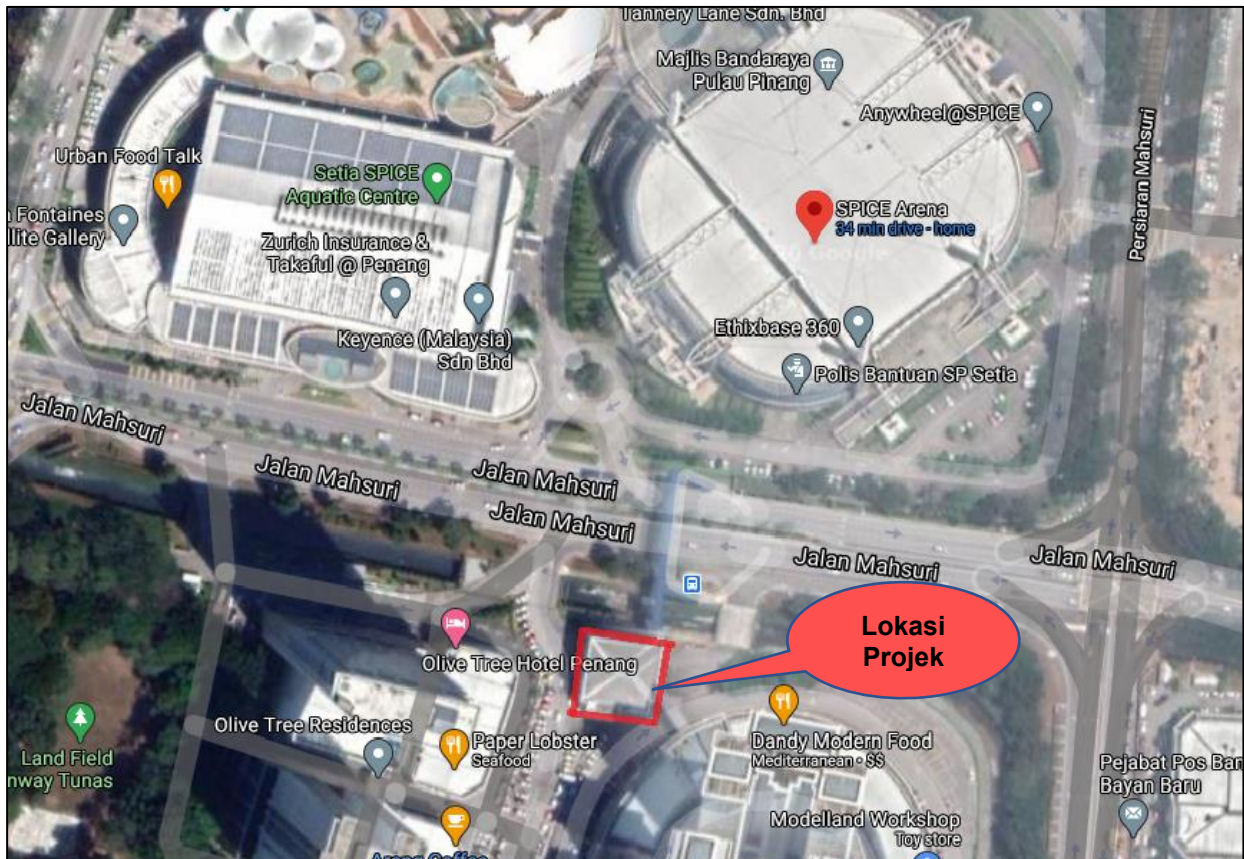 Tannery Lane Sdn. Bhd
Majlis Bandaraya
Pulau Pinang
Anywheel@SPICE
Persiaran Mahsuri
Urban Food Talk
Setia SPICE
Aquatic Centre
SPICE Arena
34 min drive - home
Fontaines
Gallery
Zurich Insurance &
Takaful @ Penang
Google
Keyence (Malaysia)
Sdn Bhd
Ethixbase 360
Polis Bantuan SP Setia
Jalan Mahsuri
Jalan Mahsuri
Jalan Mahsuri
Jalan Mahsuri
Jalan Mahsuri
Jalan Mahsuri
Lokasi
Projek
Olive Tree Hotel Penang
Olive Tree Residences
Paper Lobster
Seafood
Dandy Modern Food
Mediterranean · $$
Land Field
nway Tunas
Pejabat Pos Ban
Bayan Baru
Modelland Workshop
Toy store